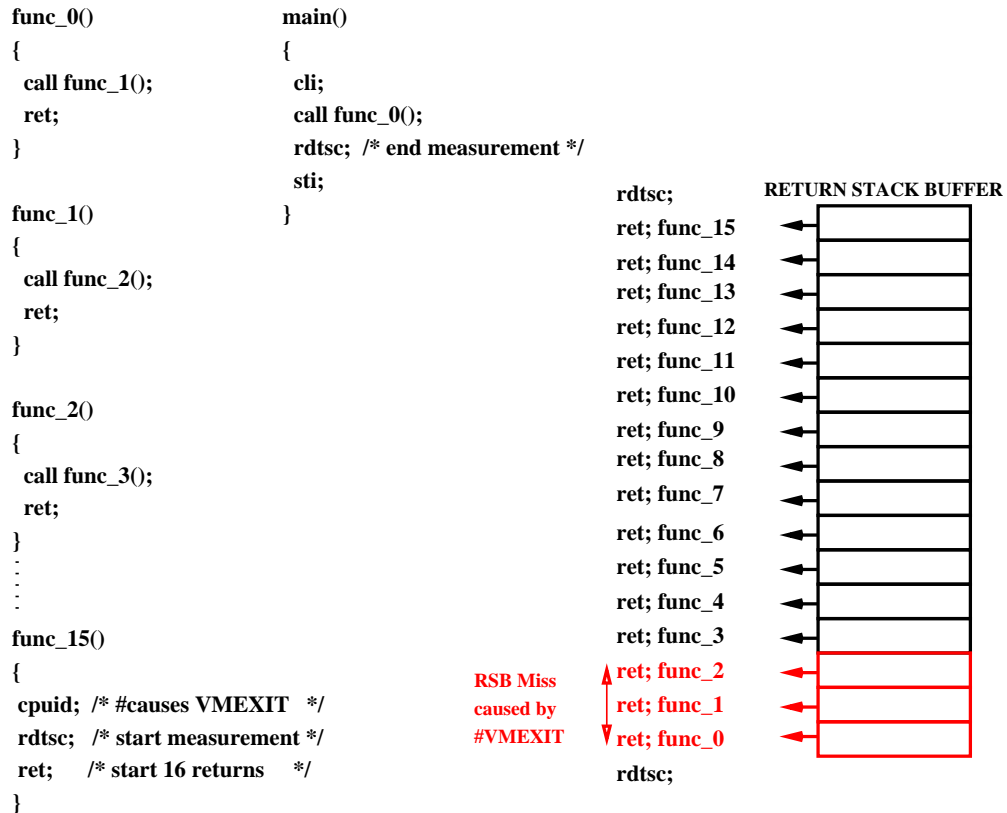 func_0()
{
call func_1();
ret;
}
func_1()
{
call func_2();
ret;
}
func_2()
{
call func_3();
ret;
}
func_15()
{
cpuid; /* #causes VMEXIT */
rdtsc; /* start measurement */
ret; /* start 16 returns */
}
main()
{
cli;
call func_0();
rdtsc; /* end measurement */
sti;
}
RETURN STACK BUFFER
rdtsc;
ret; func_15
ret; func_14
ret; func_13
ret; func_12
ret; func_11
ret; func_10
ret; func_9
ret; func_8
ret; func_7
ret; func_6
ret; func_5
ret; func_4
ret; func_3
ret; func_2
ret; func_1
ret; func_0
rdtsc;
RSB Miss
caused by
#VMEXIT